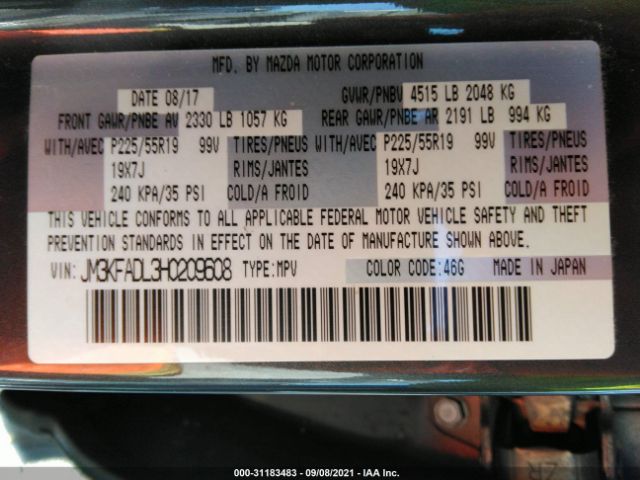 MFD. BY MAZDA MOTOR CORPORATION
DATE 08/17 GVWR/PNBV 4515 LB 2048 KG
FRONT GAWR/PNBE AV 2330 LB 1057 KG REAR GAWR/PNBE AR 2191 LB 994 KG
WITH/AVEC P225/55R19 99V TIRES/PNEUS WITH/AVEC P225/55R19 99V TIRES/PNEUS
19X7J RIMS/JANTES 19X7J RIMS/JANTES
240 KPA/35 PSI COLD/A FROID 240 KPA/35 PSI COLD/A FROID
THIS VEHICLE CONFORMS TO ALL APPLICABLE FEDERAL MOTOR VEHICLE SAFETY AND THEFT
PREVENTION STANDARDS IN EFFECT ON THE DATE OF MANUFACTURE SHOWN ABOVE.
VIN: JM3KFADL3H0209608 TYPE:MPV COLOR CODE:46G MADE IN JAPAN
000-31183483 - 09/08/2021 - IAA Inc.